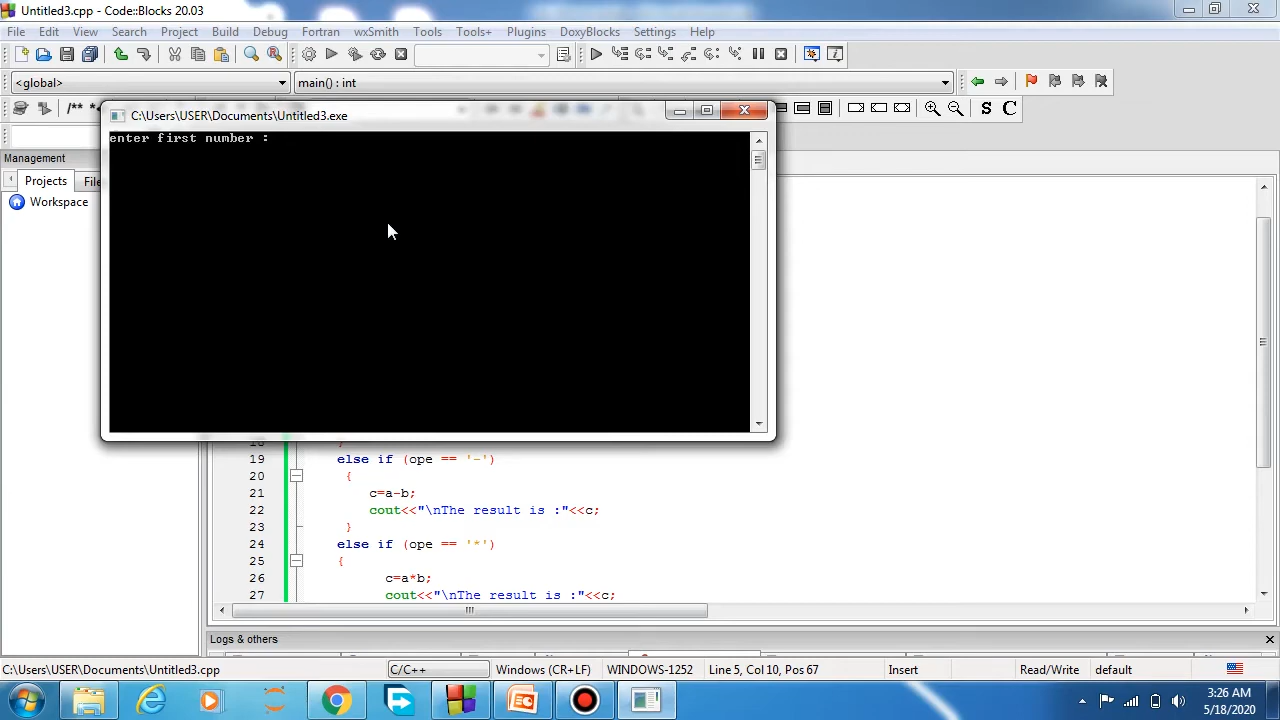 Untitled3.cpp - Code::Blocks 20.03
File Edit View Search Project Build Debug Fortran wxSmith Tools Tools+ Plugins DoxyBlocks Settings Help
<global> main() : int
/** *
S C
C:\Users\USER\Documents\Untitled3.exe
enter first number :
Management
Projects File
Workspace
18 }
19 else if (ope == '-')
20 {
21 c=a-b;
22 cout<<"\nThe result is :"<<c;
23 }
24 else if (ope == '*')
25 {
26 c=a*b;
27 cout<<"\nThe result is :"<<c;
Logs & others
C:\Users\USER\Documents\Untitled3.cpp C/C++ Windows (CR+LF) WINDOWS-1252 Line 5, Col 10, Pos 67 Insert Read/Write default
3:26 AM
5/18/2020